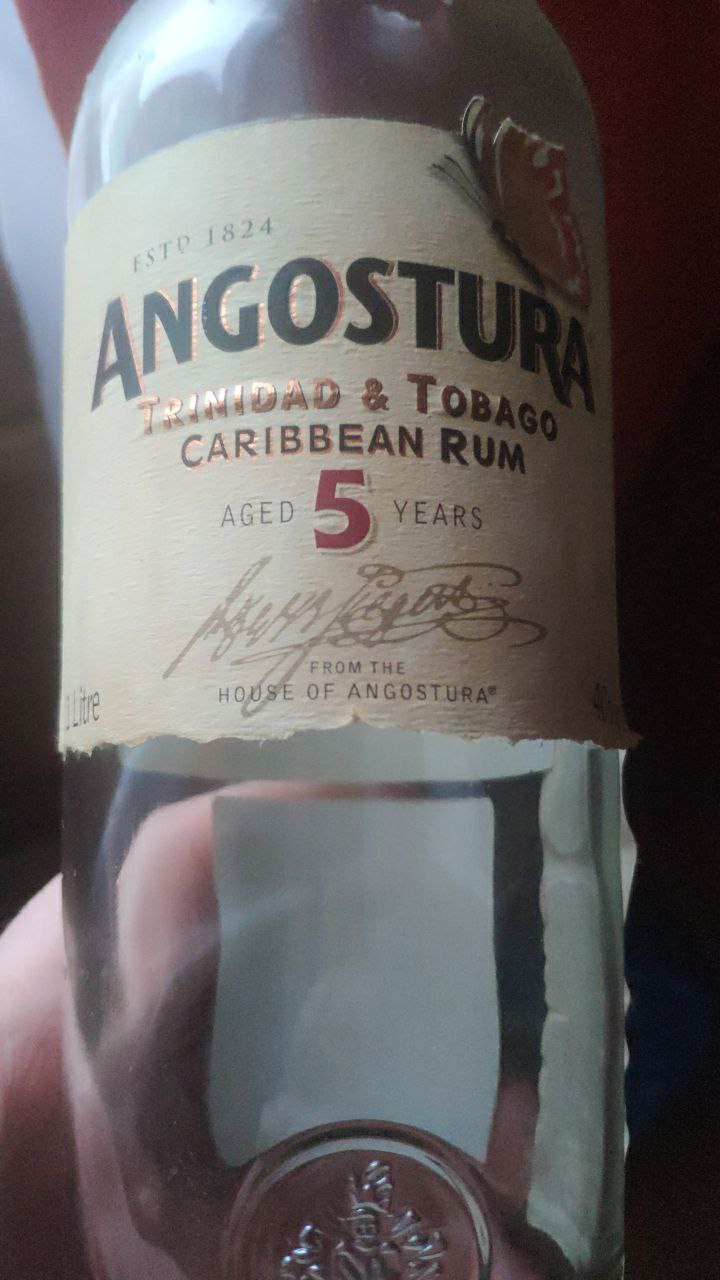 ESTD 1824
ANGOSTURA
TRINIDAD & TOBAGO
CARIBBEAN RUM
AGED 5 YEARS
FROM THE
HOUSE OF ANGOSTURA®
1 Litre